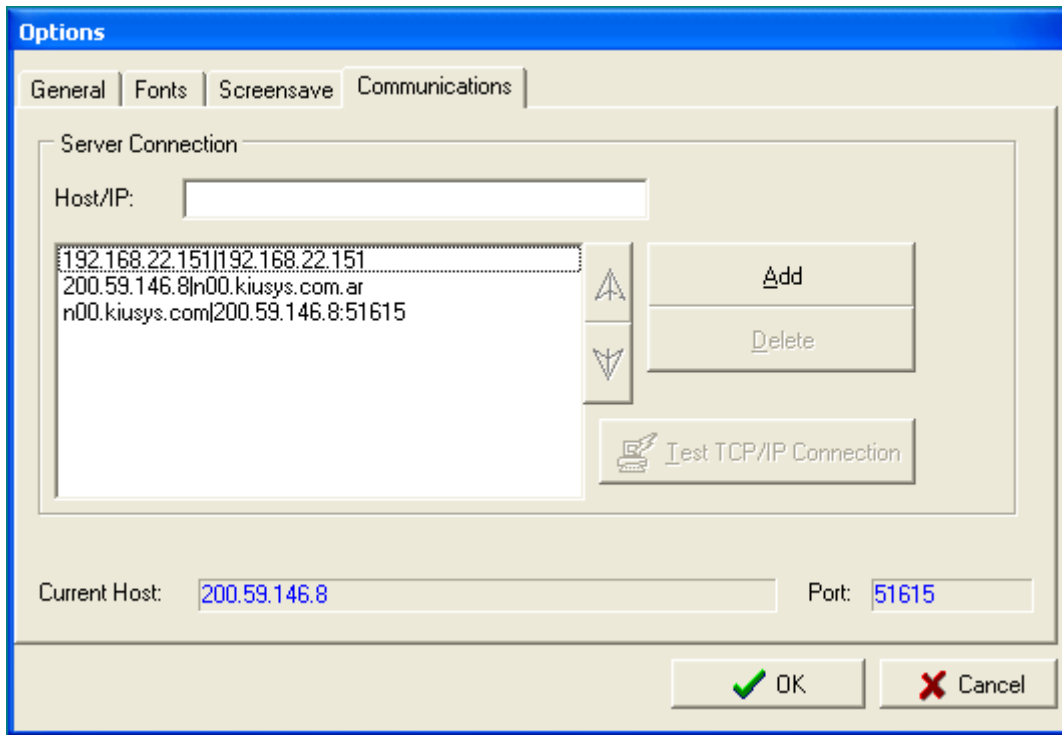 Options
General Fonts Screensave Communications
Server Connection
Host/IP:
192.168.22.151|192.168.22.151
200.59.146.8|n00.kiusys.com.ar
n00.kiusys.com|200.59.146.8:51615
Add
Delete
Test TCP/IP Connection
Current Host: 200.59.146.8 Port: 51615
OK Cancel